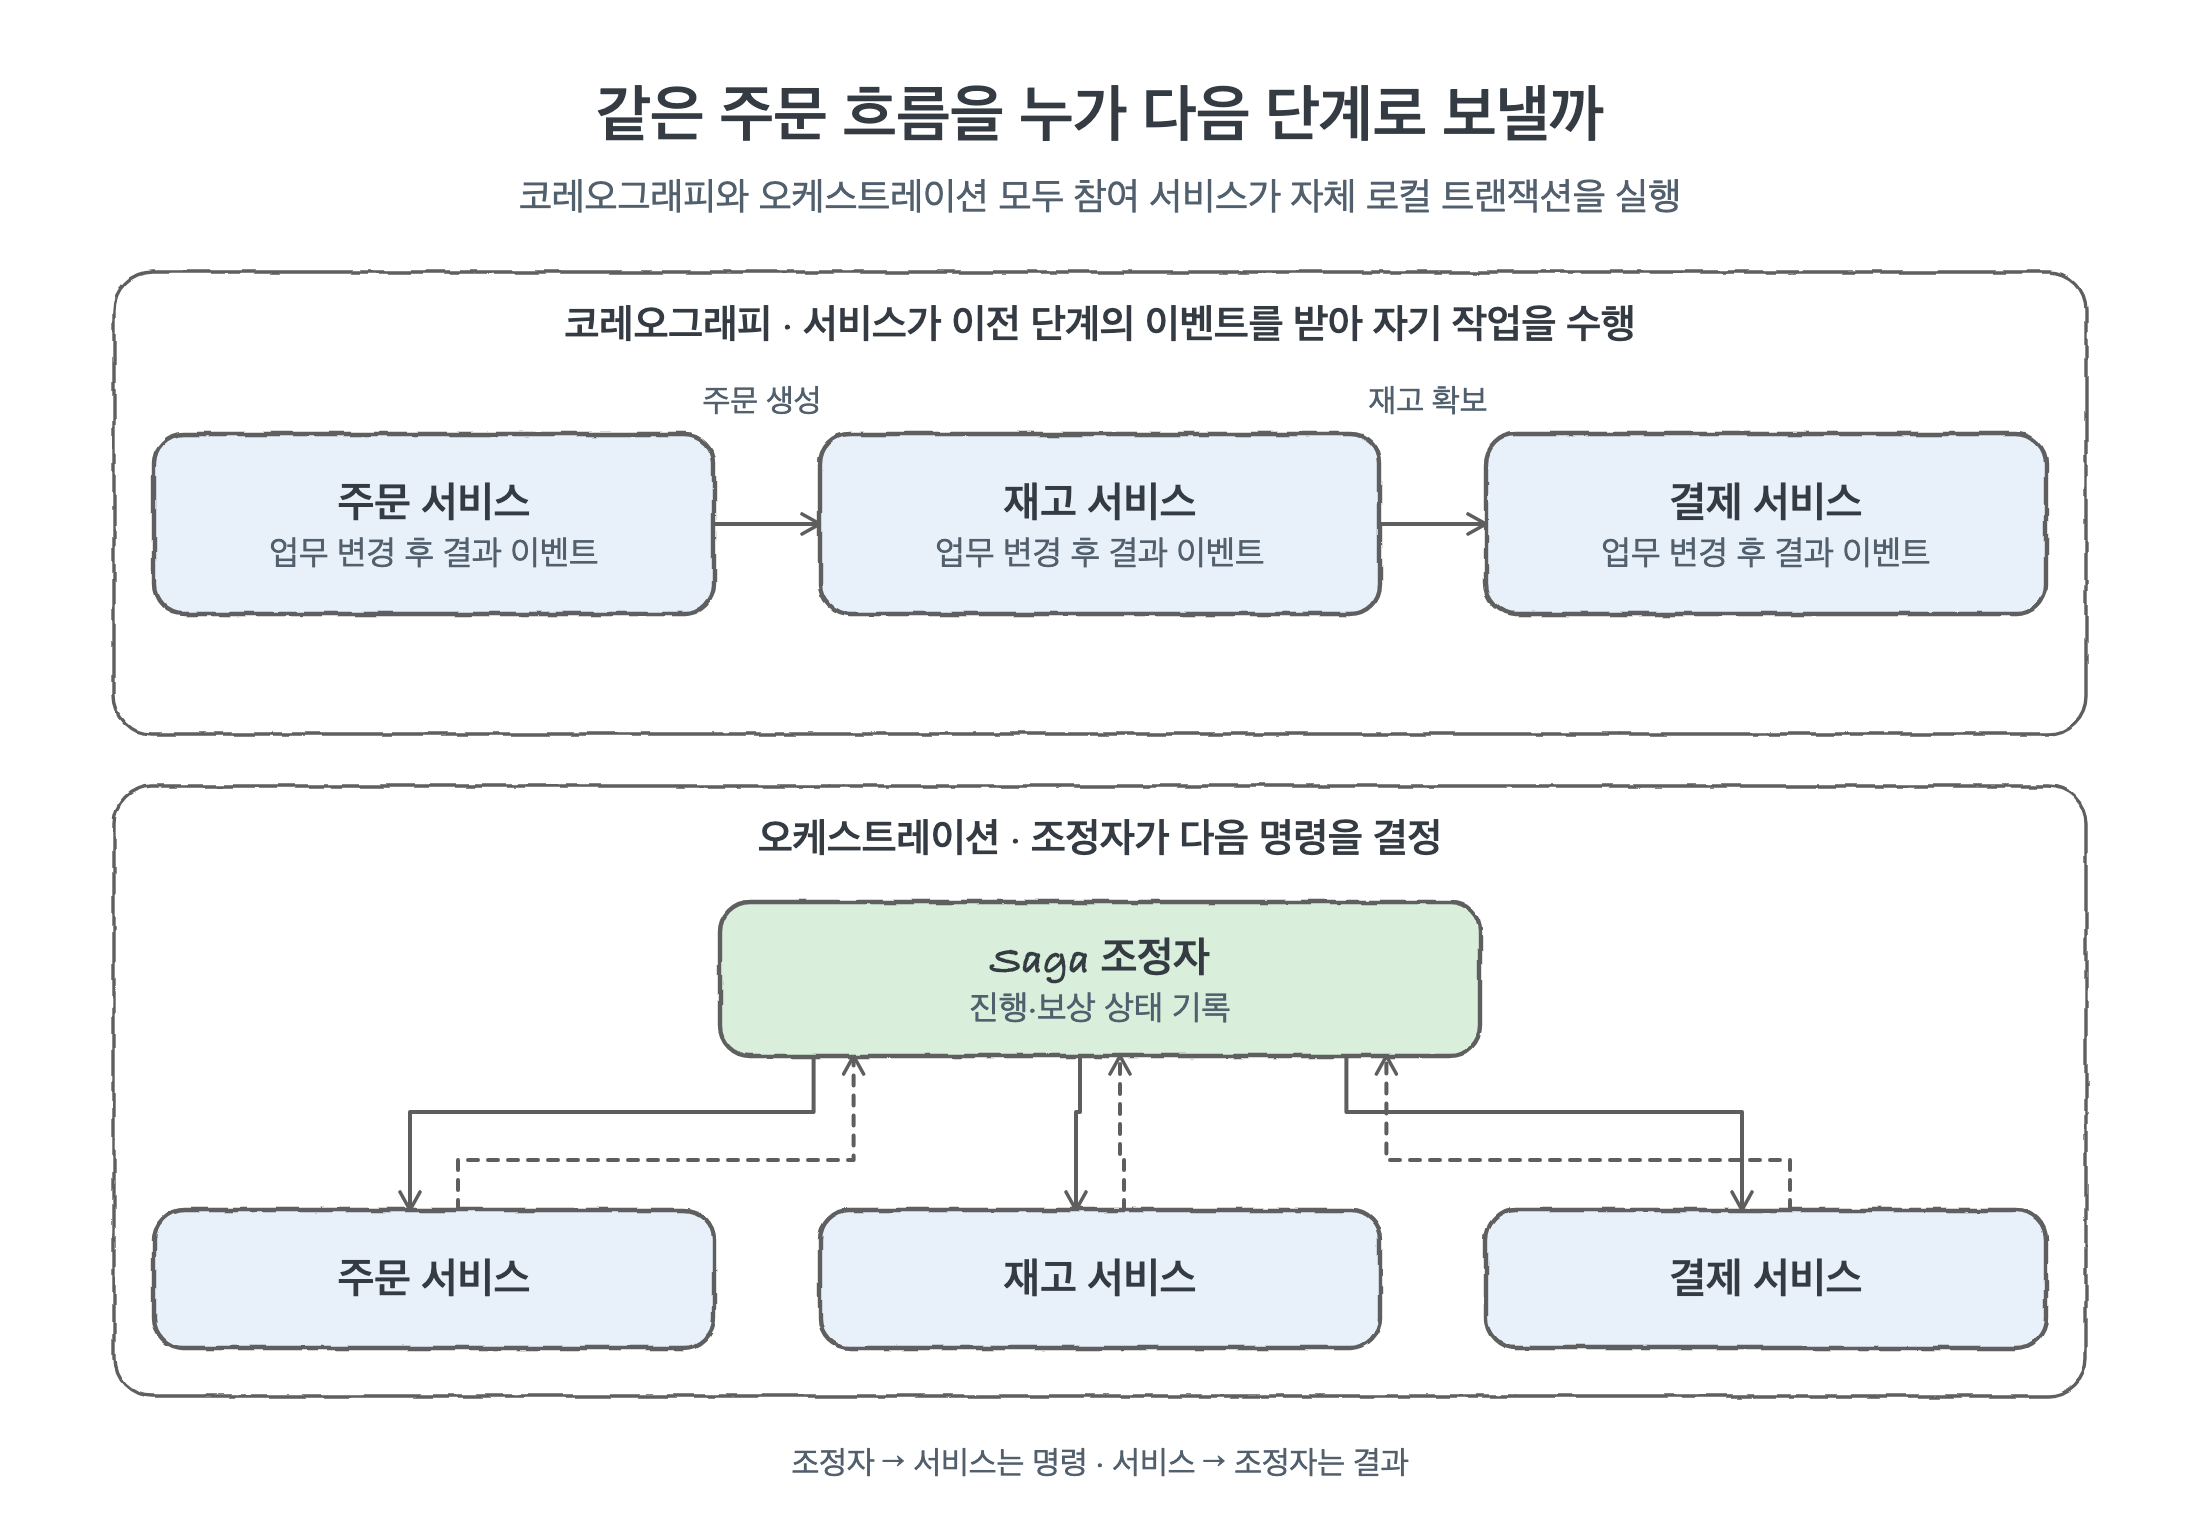 같은 주문 흐름을 누가 다음 단계로 보낼까
코레오그래피와 오케스트레이션 모두 참여 서비스가 자체 로컬 트랜잭션을 실행
코레오그래피 · 서비스가 이전 단계의 이벤트를 받아 자기 작업을 수행
주문 생성
재고 확보
주문 서비스
업무 변경 후 결과 이벤트
재고 서비스
업무 변경 후 결과 이벤트
결제 서비스
업무 변경 후 결과 이벤트
오케스트레이션 · 조정자가 다음 명령을 결정
Saga 조정자
진행·보상 상태 기록
주문 서비스
재고 서비스
결제 서비스
조정자 → 서비스는 명령 · 서비스 → 조정자는 결과